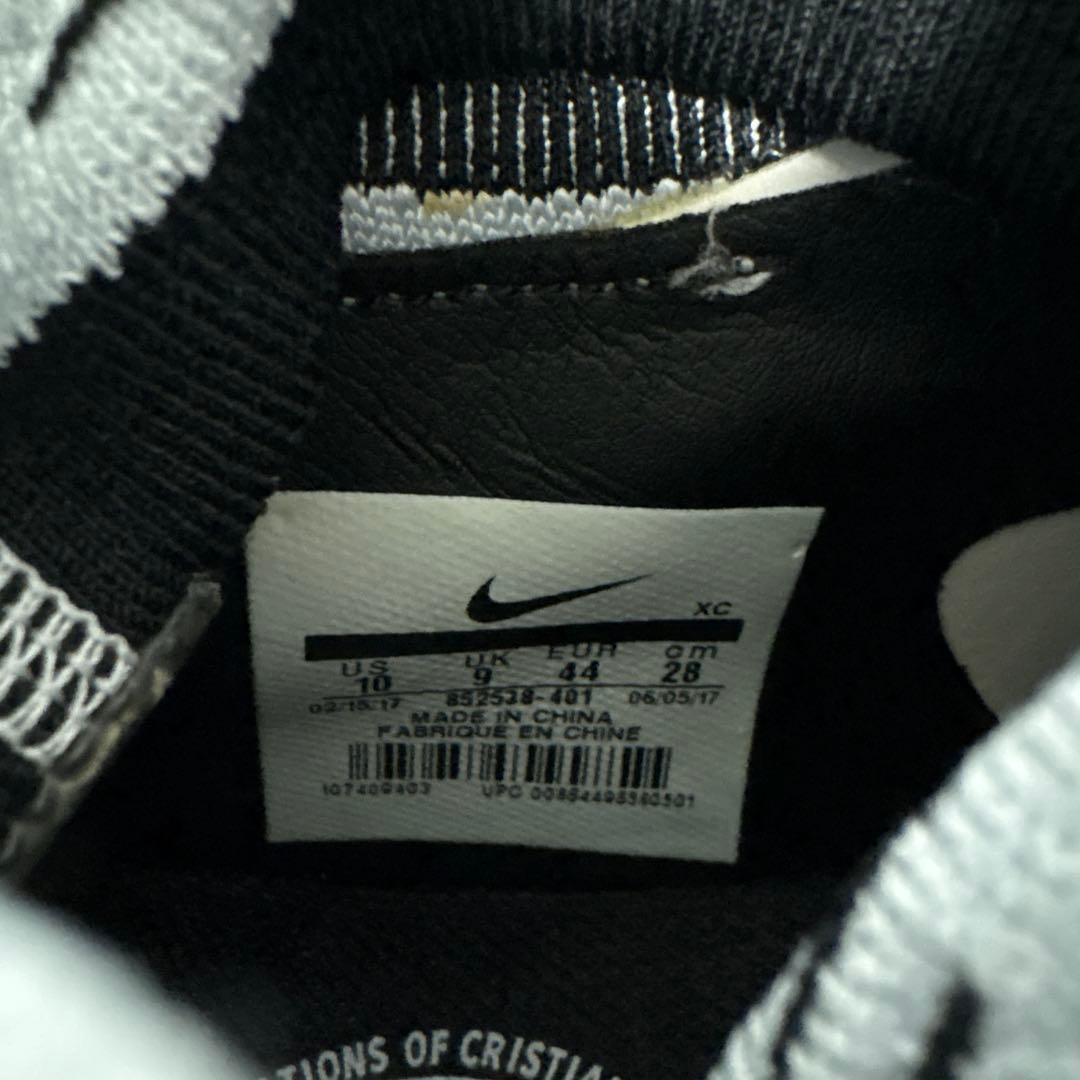 XC
US UK EUR cm
10 9 44 28
02/15/17 852538-401 06/05/17
MADE IN CHINA
FABRIQUE EN CHINE
107409403 UPC
TIONS OF CRISTIA